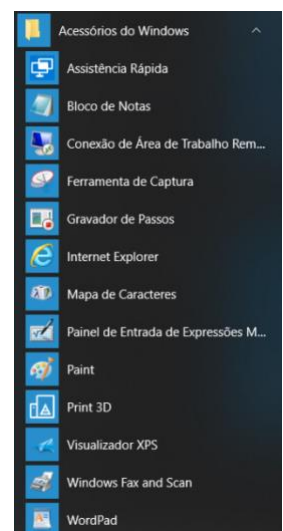 Acessórios do Windows
Assistência Rápida
Bloco de Notas
Conexão de Área de Trabalho Rem...
Ferramenta de Captura
Gravador de Passos
Internet Explorer
Mapa de Caracteres
Painel de Entrada de Expressões M...
Paint
Print 3D
Visualizador XPS
Windows Fax and Scan
WordPad